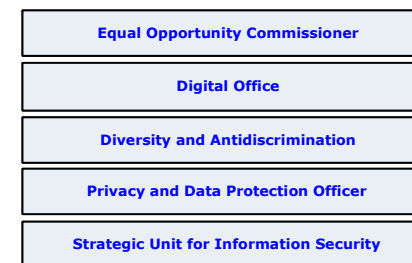 Equal Opportunity Commissioner
Digital Office
Diversity and Antidiscrimination
Privacy and Data Protection Officer
Strategic Unit for Information Security